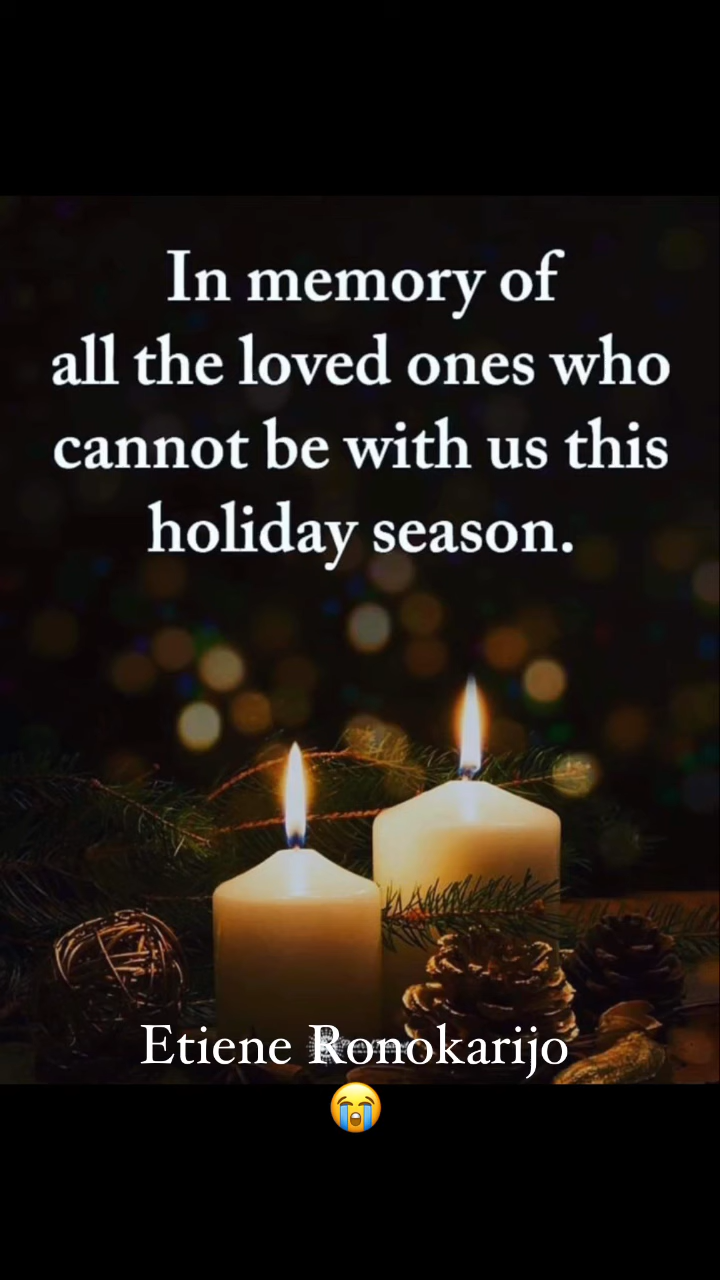 In memory of
all the loved ones who
cannot be with us this
holiday season.
Etiene Ronokarijo
😭